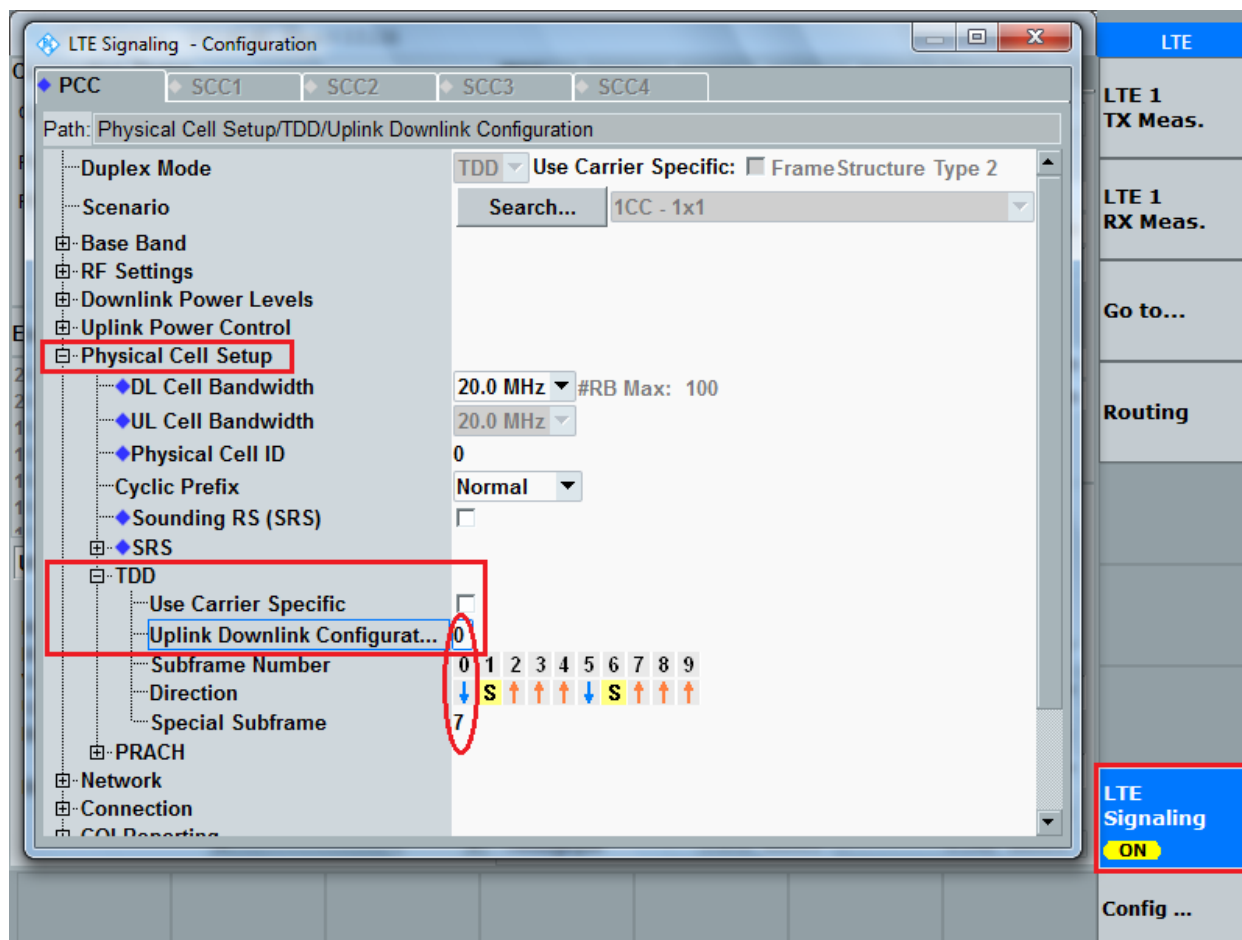 LTE Signaling - Configuration
LTE
PCC SCC1 SCC2 SCC3 SCC4
LTE 1
TX Meas.
Path: Physical Cell Setup/TDD/Uplink Downlink Configuration
Duplex Mode TDD Use Carrier Specific: FrameStructure Type 2
Scenario Search... 1CC - 1x1
LTE 1
RX Meas.
Base Band
RF Settings
Downlink Power Levels
Go to...
Uplink Power Control
Physical Cell Setup
DL Cell Bandwidth 20.0 MHz #RB Max: 100
UL Cell Bandwidth 20.0 MHz
Routing
Physical Cell ID 0
Cyclic Prefix Normal
Sounding RS (SRS)
SRS
TDD
Use Carrier Specific
Uplink Downlink Configurat... 0
Subframe Number 0 1 2 3 4 5 6 7 8 9
Direction ↓ S ↑ ↑ ↑ ↓ S ↑ ↑ ↑
Special Subframe 7
PRACH
Network
Connection
CQI Reporting
LTE
Signaling
ON
Config ...